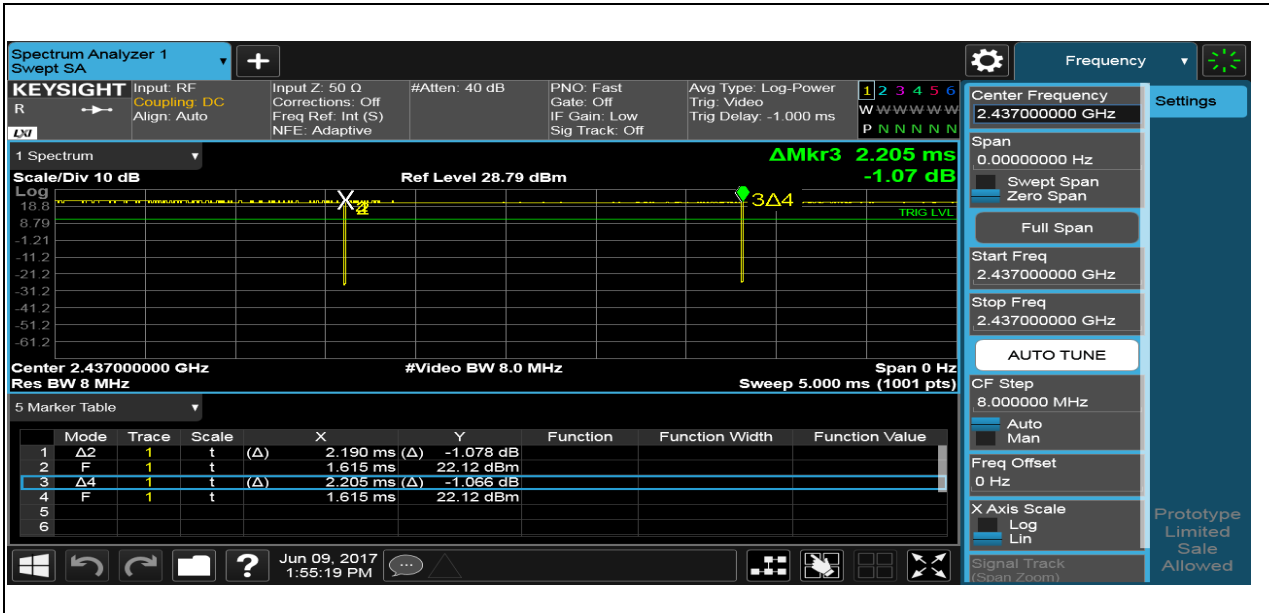 Spectrum Analyzer 1
Swept SA
+
Frequency
KEYSIGHT
R
LXI
Input: RF
Coupling: DC
Align: Auto
Input Z: 50 Ω
Corrections: Off
Freq Ref: Int (S)
NFE: Adaptive
#Atten: 40 dB
PNO: Fast
Gate: Off
IF Gain: Low
Sig Track: Off
Avg Type: Log-Power
Trig: Video
Trig Delay: -1.000 ms
1 2 3 4 5 6
W W W W W W
P N N N N N
1 Spectrum
ΔMkr3 2.205 ms
-1.07 dB
Scale/Div 10 dB
Ref Level 28.79 dBm
Log
18.8
8.79
-1.21
-11.2
-21.2
-31.2
-41.2
-51.2
-61.2
X
3Δ4
TRIG LVL
Center 2.437000000 GHz
#Video BW 8.0 MHz
Span 0 Hz
Res BW 8 MHz
Sweep 5.000 ms (1001 pts)
5 Marker Table
Mode Trace Scale X Y Function Function Width Function Value
1 Δ2 1 t (Δ) 2.190 ms (Δ) -1.078 dB
2 F 1 t 1.615 ms 22.12 dBm
3 Δ4 1 t (Δ) 2.205 ms (Δ) -1.066 dB
4 F 1 t 1.615 ms 22.12 dBm
5
6
?
Jun 09, 2017
1:55:19 PM
Center Frequency
2.437000000 GHz
Span
0.00000000 Hz
Swept Span
Zero Span
Full Span
Start Freq
2.437000000 GHz
Stop Freq
2.437000000 GHz
AUTO TUNE
CF Step
8.000000 MHz
Auto
Man
Freq Offset
0 Hz
X Axis Scale
Log
Lin
Signal Track
(Span Zoom)
Settings
Prototype
Limited
Sale
Allowed